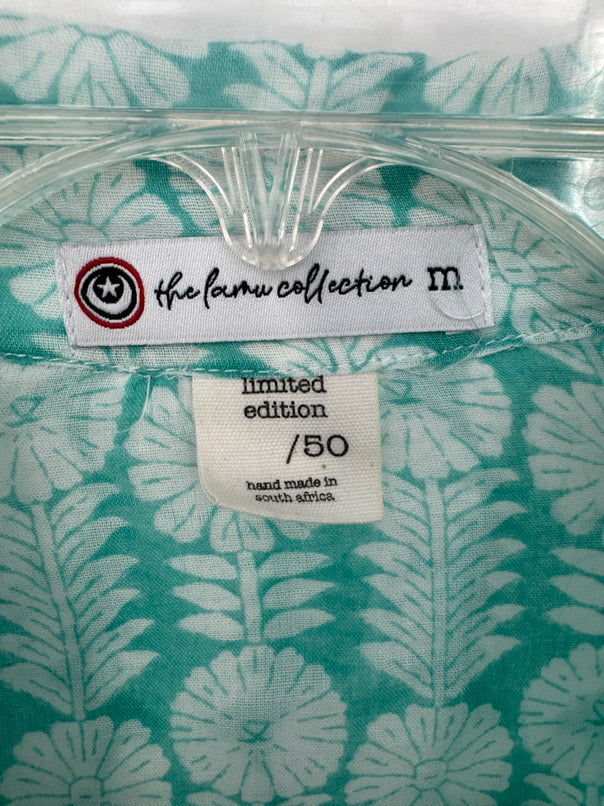 the lamu collection m
limited
edition
/50
hand made in
south africa